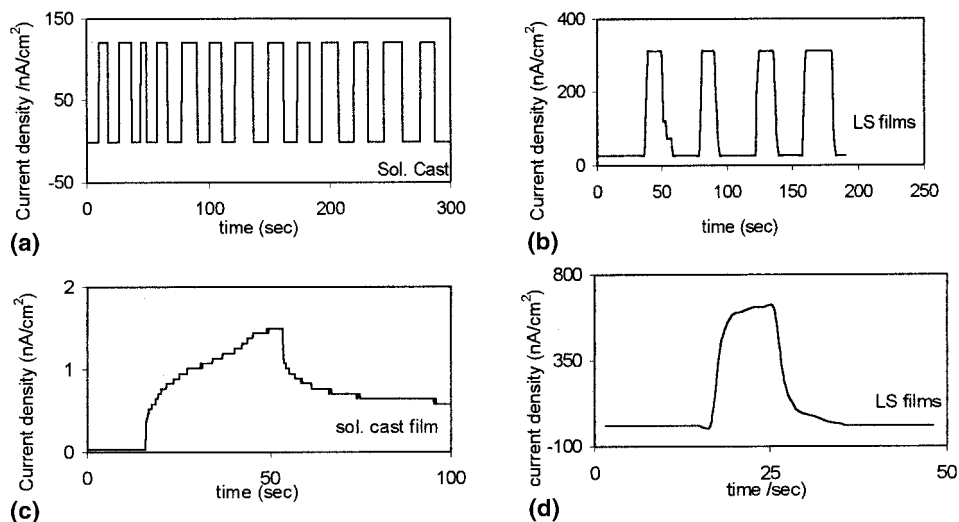 150
50
-50
Current density /nA/cm²)
Sol. Cast
0
100
200
300
time (sec)
(a)
400
200
0
Current density (nA/cm²)
LS films
0
50
100
150
200
250
time (sec)
(b)
2
1
0
Current density (nA/cm²)
sol. cast film
0
50
100
time (sec)
(c)
800
350
-100
current density (nA/cm²)
LS films
0
25
50
time /sec)
(d)